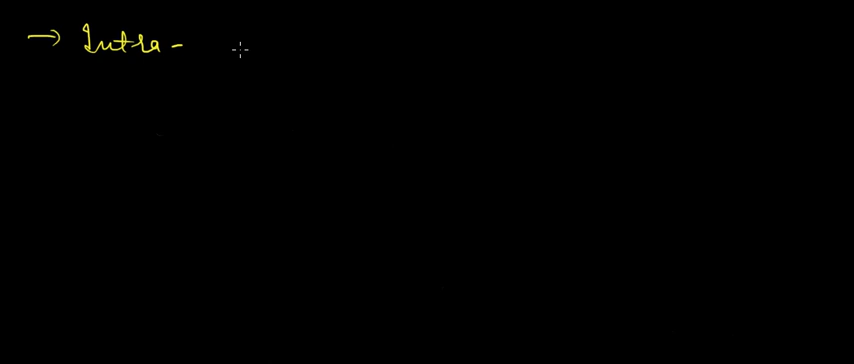 → Intra -